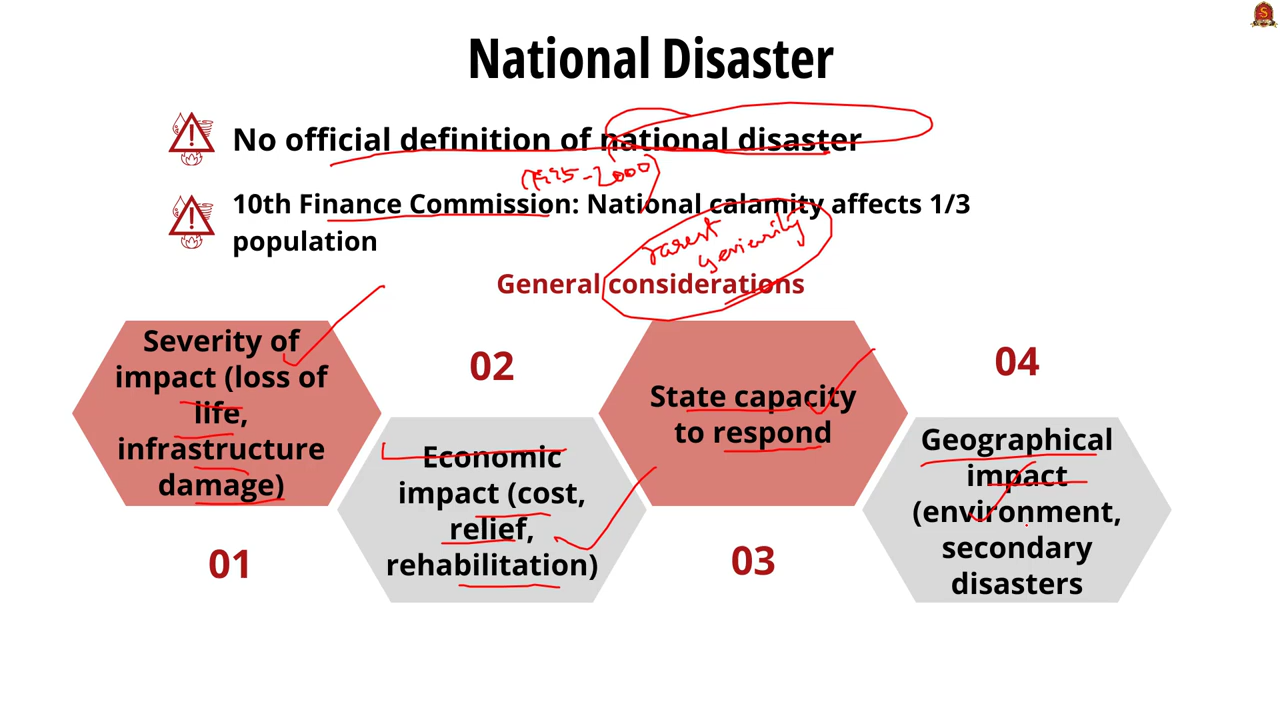 National Disaster
No official definition of national disaster
(1995-2000)
10th Finance Commission: National calamity affects 1/3
population
rarest
General considerations
Severity of
impact (loss of
life,
infrastructure
damage)
01
02
Economic
impact (cost,
relief,
rehabilitation)
State capacity
to respond
03
04
Geographical
impact
(environment,
secondary
disasters